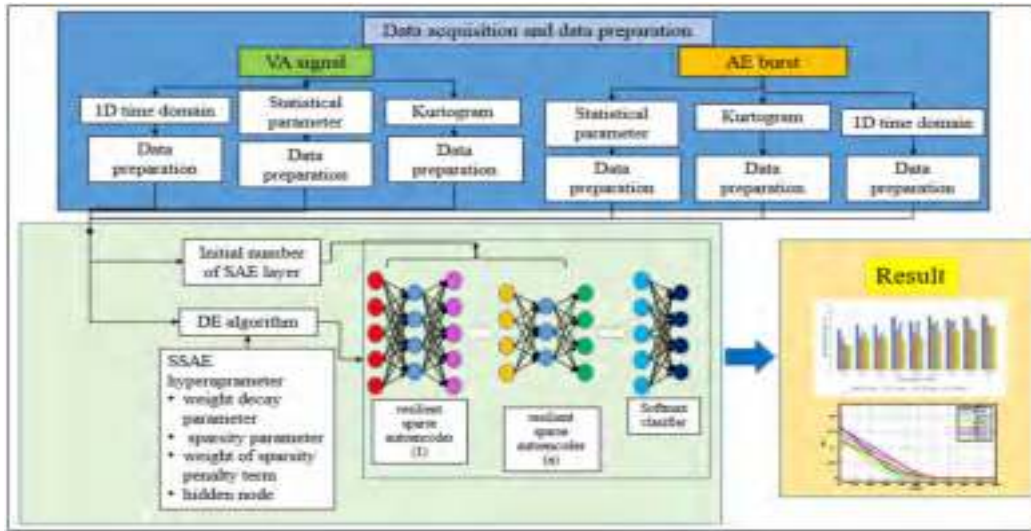 Data acquisition and data preparation
VA signal
AE burst
1D time domain
Statistical
parameter
Kurtogram
Statistical
parameter
Kurtogram
1D time domain
Data
preparation
Data
preparation
Data
preparation
Data
preparation
Data
preparation
Data
preparation
Initial number
of SAE layer
DE algorithm
SSAE
hyperaprameter
• weight decay
parameter
• sparsity parameter
• weight of sparsity
penalty term
• hidden node
resilient
sparse
autoencoder
(1)
resilient
sparse
autoencoder
(n)
Softmax
classifier
Result